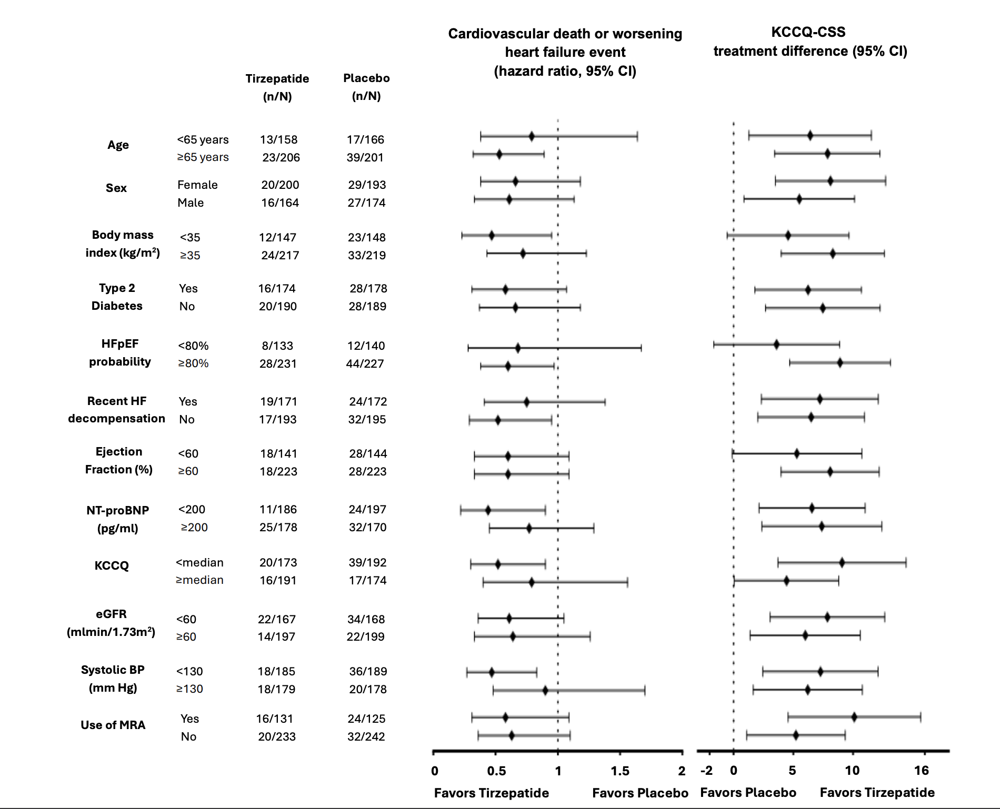 Cardiovascular death or worsening
heart failure event
(hazard ratio, 95% CI)
KCCQ-CSS
treatment difference (95% CI)
Tirzepatide
(n/N)
Placebo
(n/N)
Age
<65 years 13/158 17/166
≥65 years 23/206 39/201
Sex
Female 20/200 29/193
Male 16/164 27/174
Body mass
index (kg/m²)
<35 12/147 23/148
≥35 24/217 33/219
Type 2
Diabetes
Yes 16/174 28/178
No 20/190 28/189
HFpEF
probability
<80% 8/133 12/140
≥80% 28/231 44/227
Recent HF
decompensation
Yes 19/171 24/172
No 17/193 32/195
Ejection
Fraction (%)
<60 18/141 28/144
≥60 18/223 28/223
NT-proBNP
(pg/ml)
<200 11/186 24/197
≥200 25/178 32/170
KCCQ
<median 20/173 39/192
≥median 16/191 17/174
eGFR
(mlmin/1.73m²)
<60 22/167 34/168
≥60 14/197 22/199
Systolic BP
(mm Hg)
<130 18/185 36/189
≥130 18/179 20/178
Use of MRA
Yes 16/131 24/125
No 20/233 32/242
0 0.5 1 1.5 2
Favors Tirzepatide Favors Placebo
-2 0 5 10 16
Favors Placebo Favors Tirzepatide